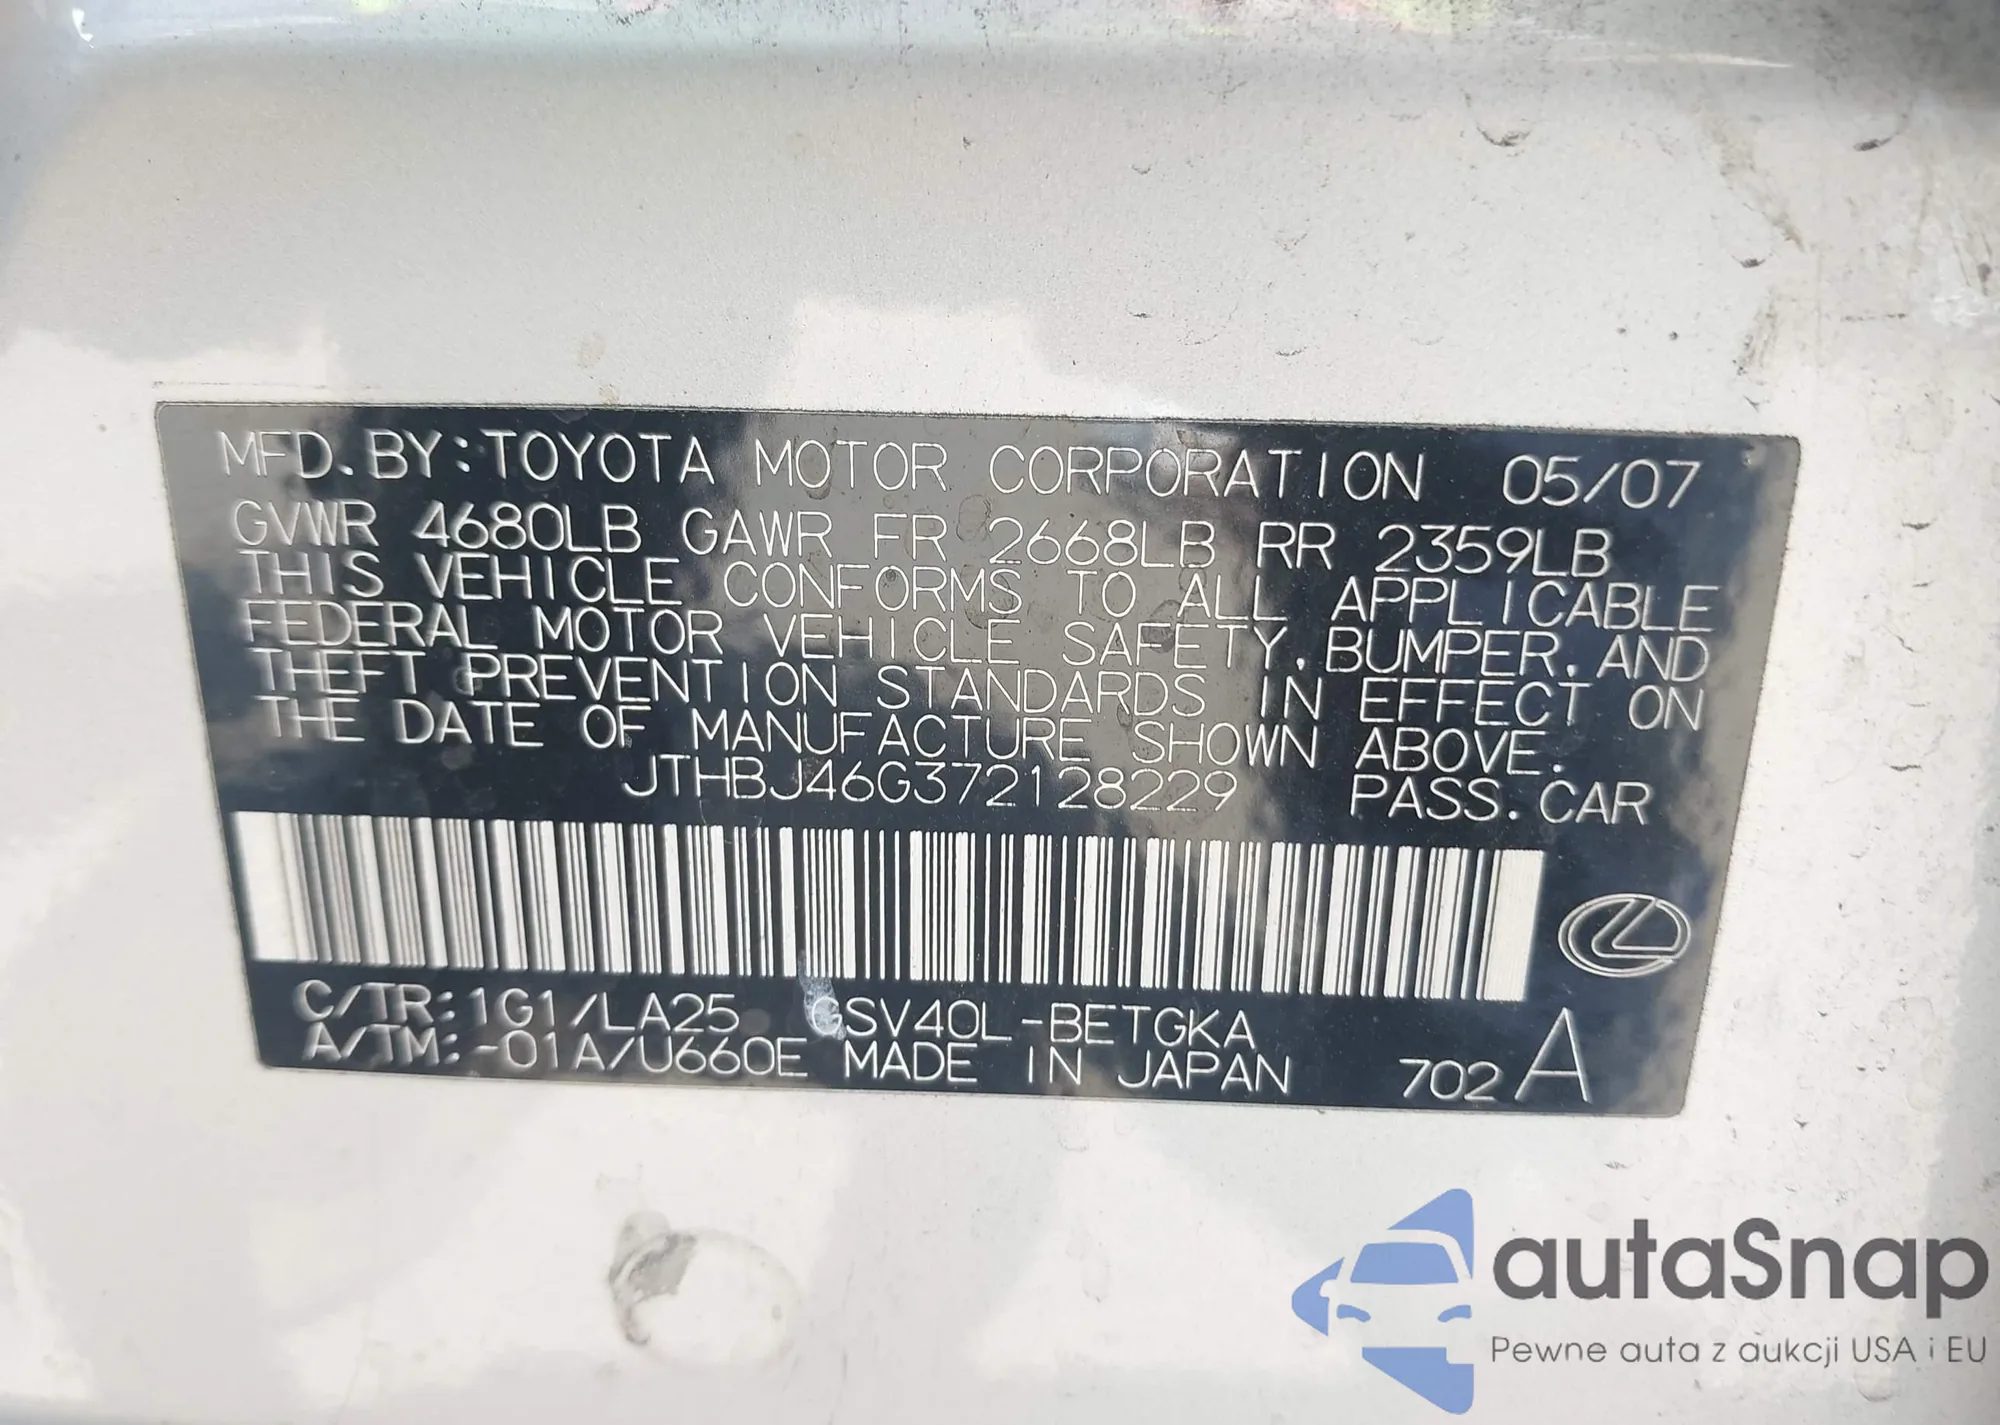 MFD. BY: TOYOTA MOTOR CORPORATION 05/07
GVWR 4680LB GAWR FR 2668LB RR 2359LB
THIS VEHICLE CONFORMS TO ALL APPLICABLE
FEDERAL MOTOR VEHICLE SAFETY, BUMPER, AND
THEFT PREVENTION STANDARDS IN EFFECT ON
THE DATE OF MANUFACTURE SHOWN ABOVE.
JTHBJ46G372128229 PASS. CAR
C/TR: 1G1/LA25 GSV40L-BETGKA
A/TM: -01A/U660E MADE IN JAPAN 702 A
autaSnap
Pewne auta z aukcji USA i EU